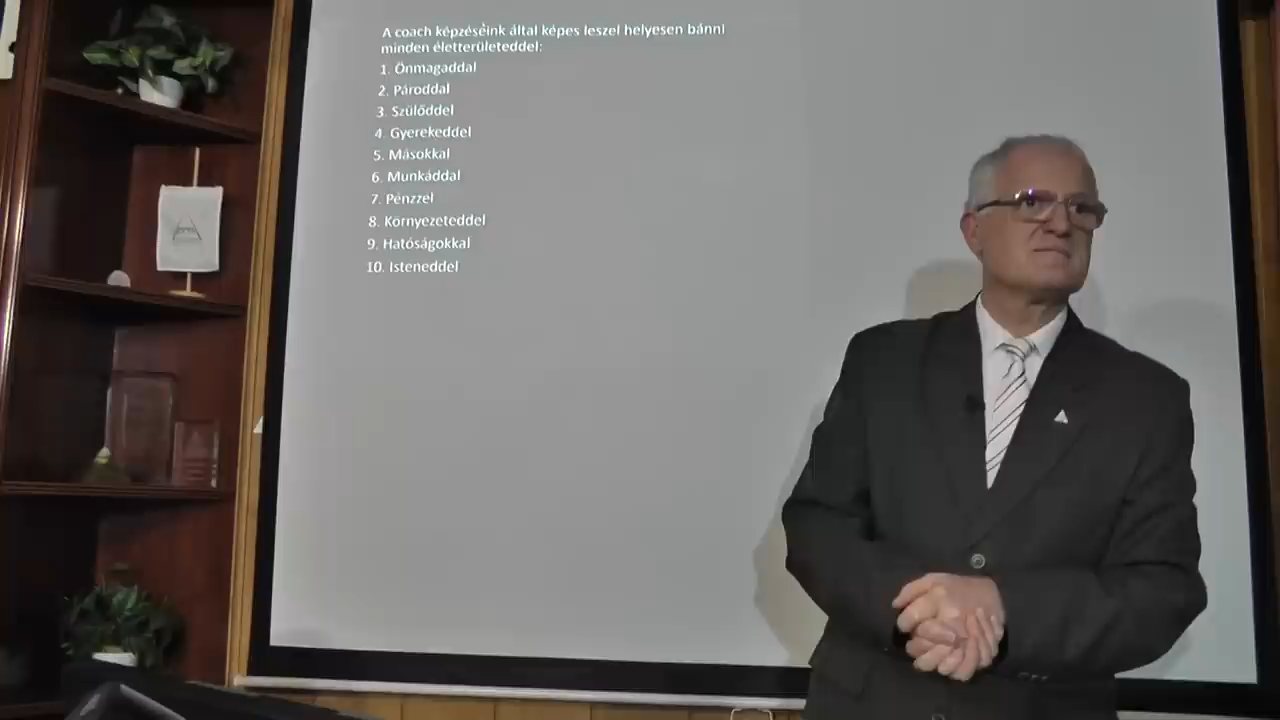 A coach képzéseink által képes leszel helyesen bánni
minden életterületeddel:
1. Önmagaddal
2. Pároddal
3. Szülőddel
4. Gyerekeddel
5. Másokkal
6. Munkáddal
7. Pénzzel
8. Környezeteddel
9. Hatóságokkal
10. Isteneddel